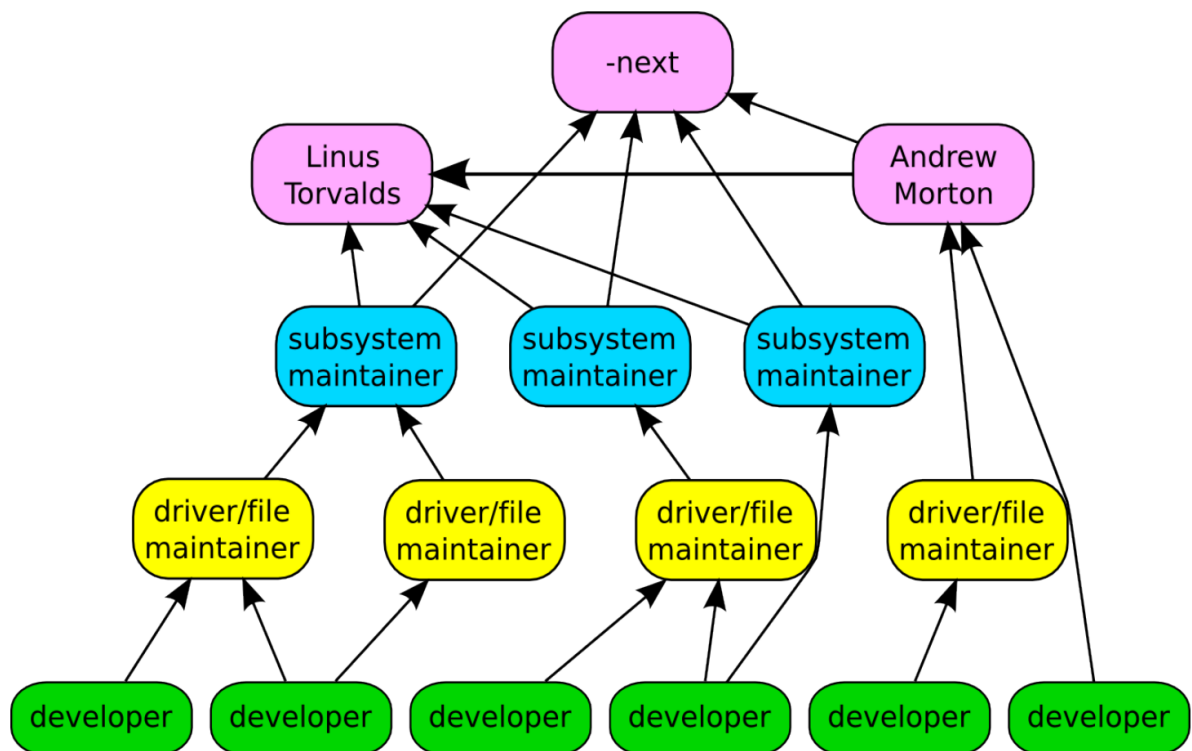 -next
Linus
Torvalds
Andrew
Morton
subsystem
maintainer
subsystem
maintainer
subsystem
maintainer
driver/file
maintainer
driver/file
maintainer
driver/file
maintainer
driver/file
maintainer
developer
developer
developer
developer
developer
developer